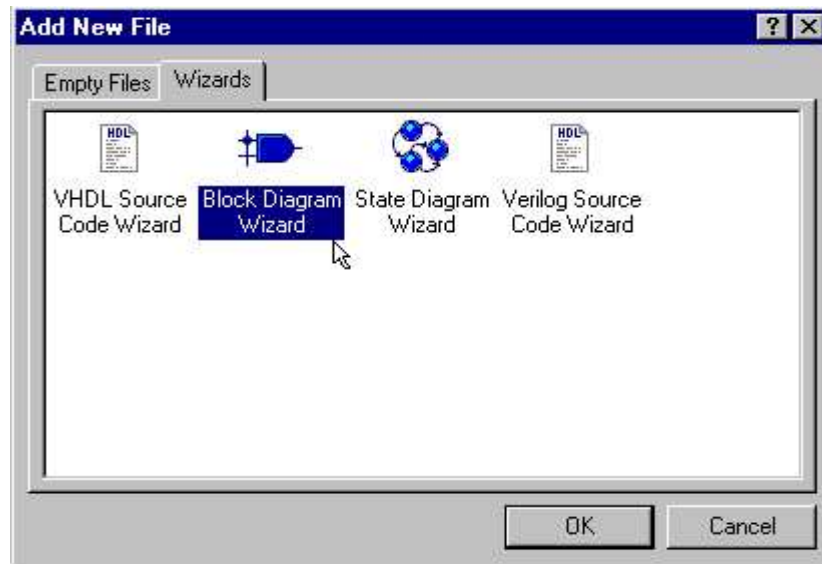 Add New File
Empty Files Wizards
HDL HDL
VHDL Source Block Diagram State Diagram Verilog Source
Code Wizard Wizard Wizard Code Wizard
OK Cancel